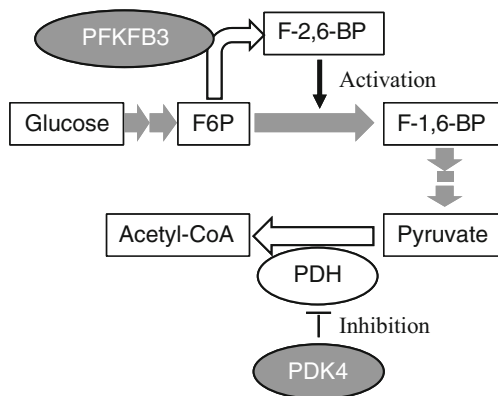 PFKFB3
F-2,6-BP
Activation
Glucose
F6P
F-1,6-BP
Acetyl-CoA
Pyruvate
PDH
Inhibition
PDK4